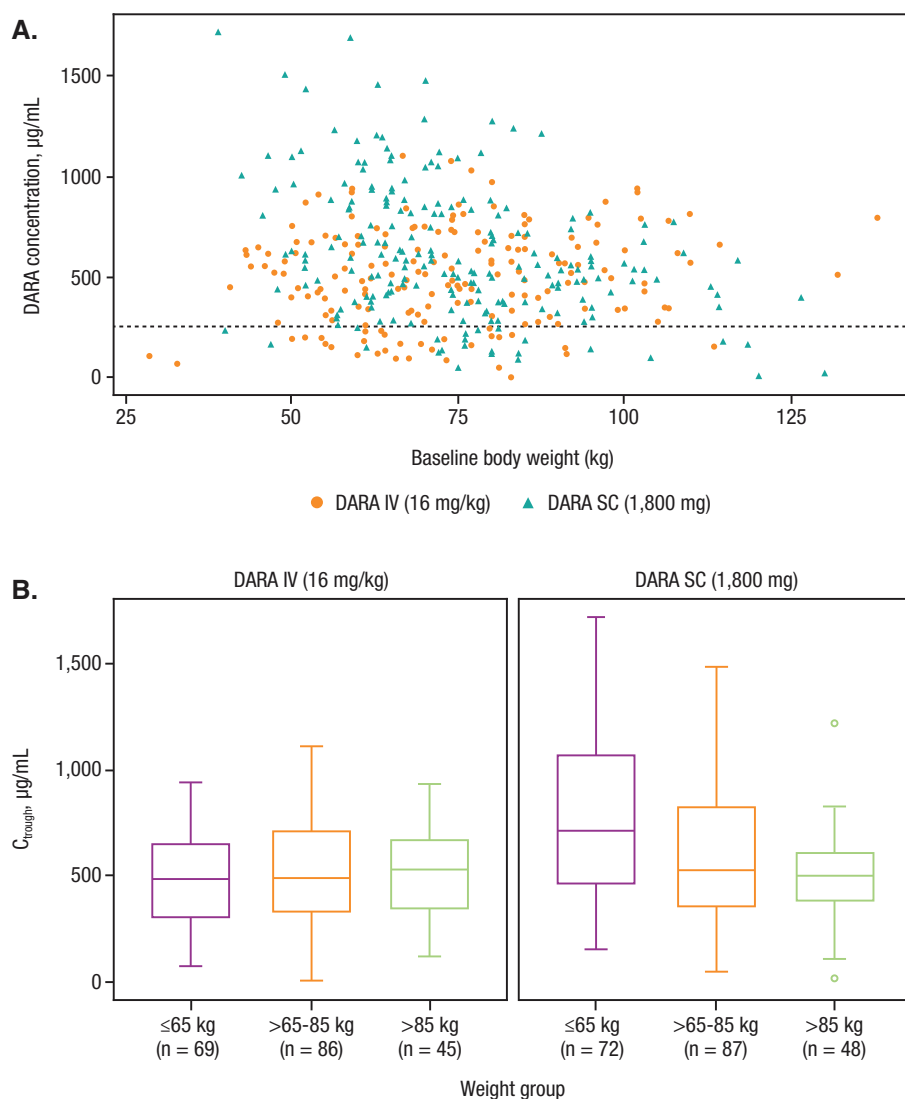 A.
DARA concentration, µg/mL
1500
1000
500
0
25 50 75 100 125
Baseline body weight (kg)
DARA IV (16 mg/kg) DARA SC (1,800 mg)
B.
DARA IV (16 mg/kg) DARA SC (1,800 mg)
Ctrough, µg/mL
1,500
1,000
500
0
≤65 kg >65-85 kg >85 kg ≤65 kg >65-85 kg >85 kg
(n = 69) (n = 86) (n = 45) (n = 72) (n = 87) (n = 48)
Weight group